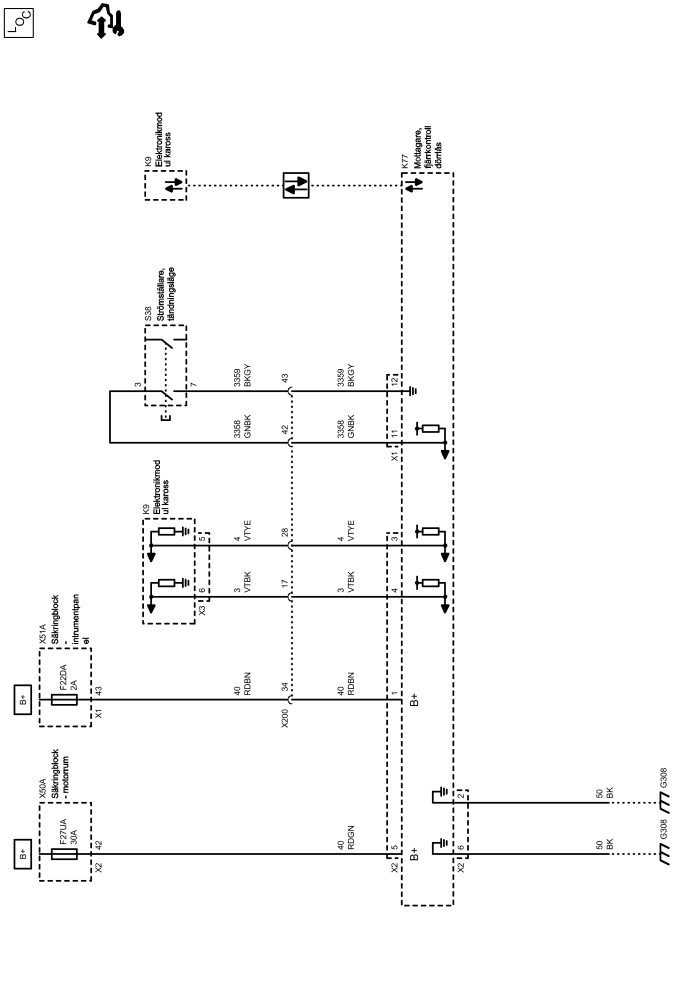 B+
B+
LOC
X50A
Säkringblock
- motorrum
F27UA
30A
X2
42
X51A
Säkringblock
-
intrumentpan
el
F22DA
2A
X1
43
K9
Elektronikmod
ul kaross
X3
6
5
S38
Strömställare,
tändningsläge
3
7
K9
Elektronikmod
ul kaross
40
RDBN
3
VTBK
4
VTYE
3358
GNBK
3359
BKGY
X200
34
17
28
42
43
40
RDGN
40
RDBN
3
VTBK
4
VTYE
3358
GNBK
3359
BKGY
X2
5
1
4
3
X1
11
12
K77
Mottagare,
fjärrkontroll
dörrlås
B+
B+
X2
6
2
50
BK
50
BK
G308
G308